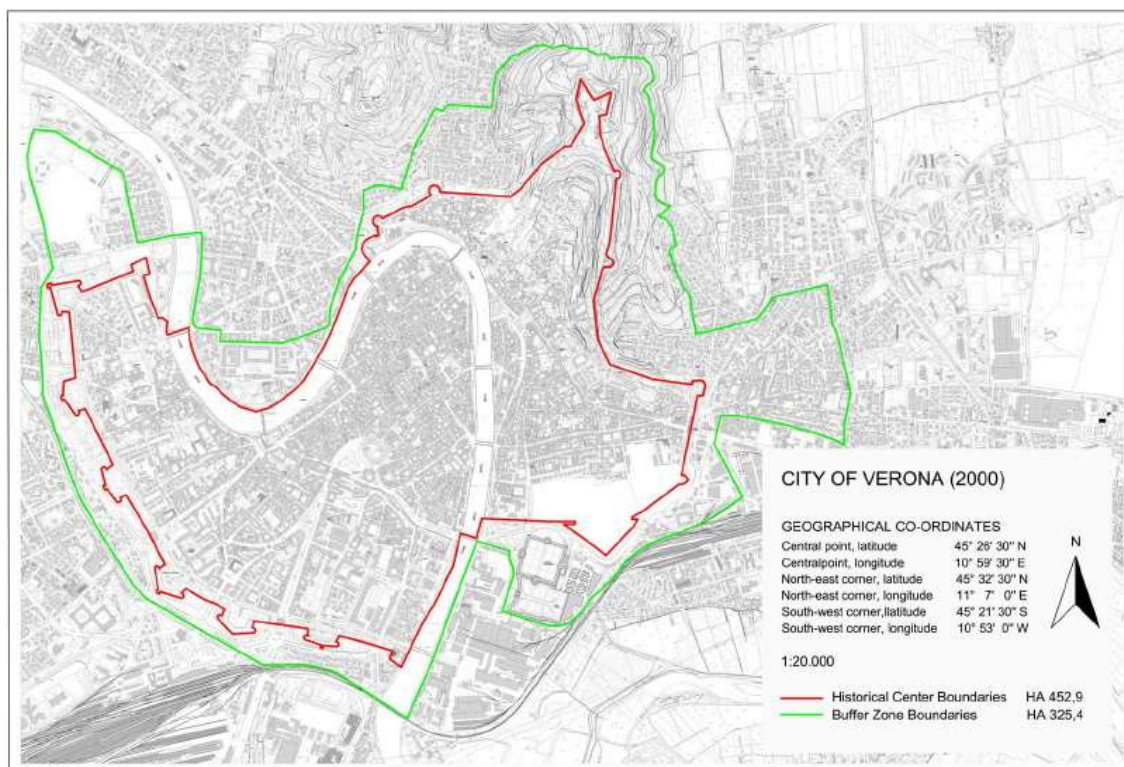 CITY OF VERONA (2000)
GEOGRAPHICAL CO-ORDINATES
Central point, latitude 45° 26' 30" N
Centralpoint, longitude 10° 59' 30" E
North-east corner, latitude 45° 32' 30" N
North-east corner, longitude 11° 7' 0" E
South-west corner,llatitude 45° 21' 30" S
South-west corner, longitude 10° 53' 0" W
N
1:20.000
Historical Center Boundaries HA 452,9
Buffer Zone Boundaries HA 325,4